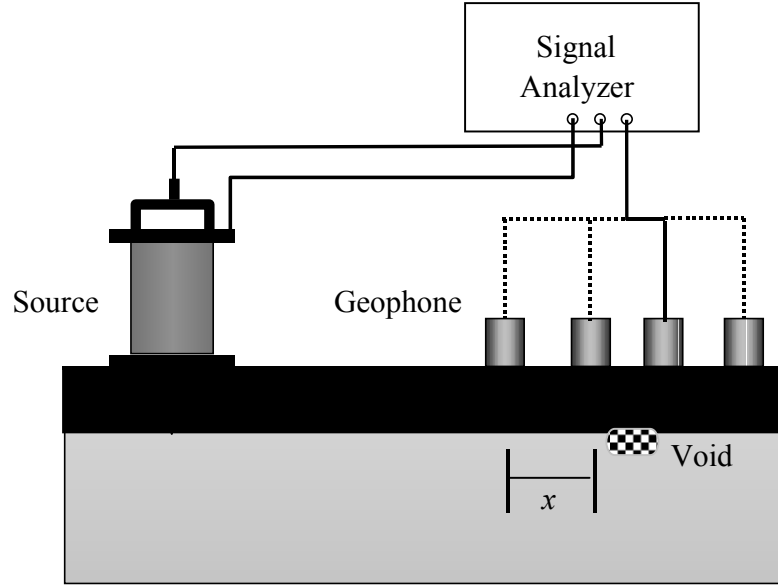 Signal
Analyzer
Source
Geophone
Void
x